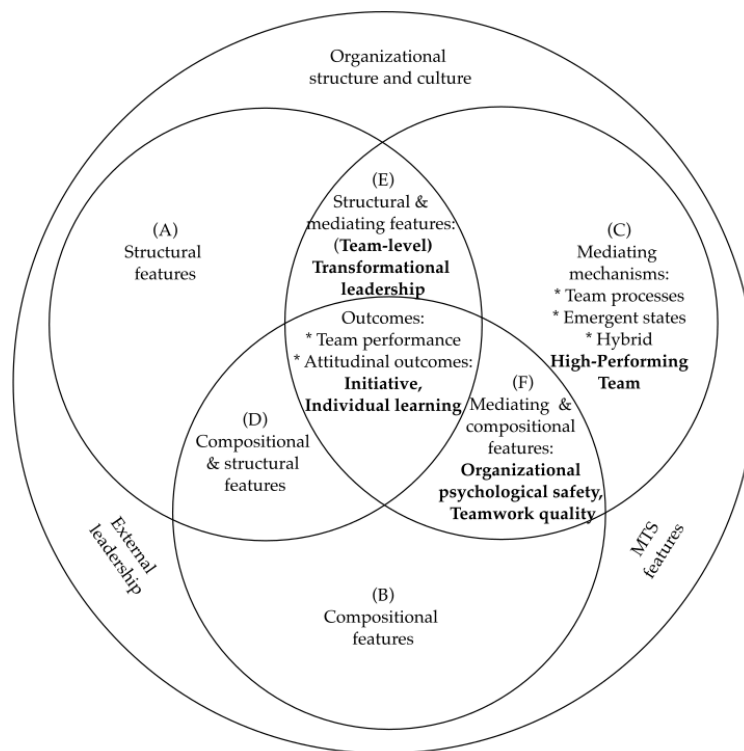 Organizational
structure and culture
(E)
Structural &
mediating features:
(Team-level)
Transformational
leadership
(A)
Structural
features
(C)
Mediating
mechanisms:
* Team processes
* Emergent states
* Hybrid
High-Performing
Team
Outcomes:
* Team performance
* Attitudinal outcomes:
Initiative,
Individual learning
(D)
Compositional
& structural
features
(F)
Mediating &
compositional
features:
Organizational
psychological safety,
Teamwork quality
External
leadership
MTS
features
(B)
Compositional
features